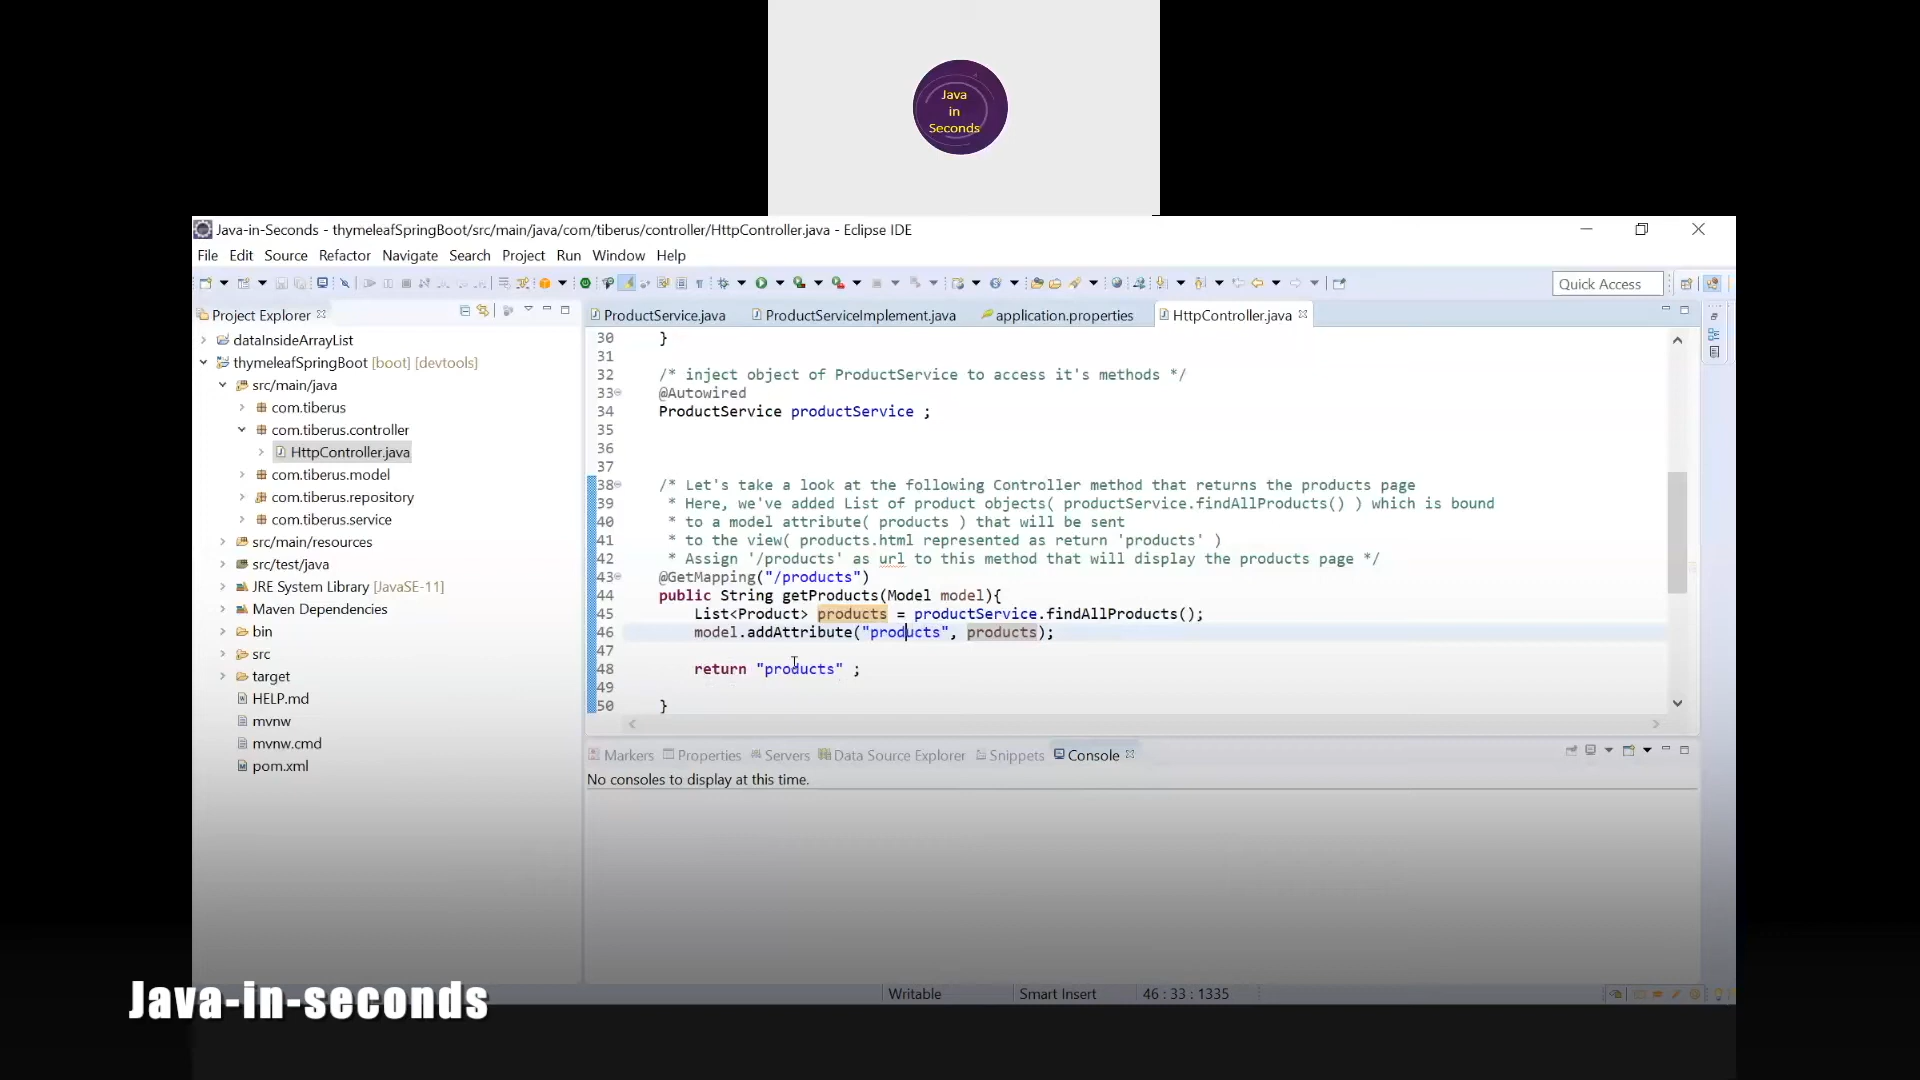 Java
in
Seconds
Java-in-Seconds - thymeleafSpringBoot/src/main/java/com/tiberus/controller/HttpController.java - Eclipse IDE
File Edit Source Refactor Navigate Search Project Run Window Help
Quick Access
Project Explorer
dataInsideArrayList
thymeleafSpringBoot [boot] [devtools]
src/main/java
com.tiberus
com.tiberus.controller
HttpController.java
com.tiberus.model
com.tiberus.repository
com.tiberus.service
src/main/resources
src/test/java
JRE System Library [JavaSE-11]
Maven Dependencies
bin
src
target
HELP.md
mvnw
mvnw.cmd
pom.xml
ProductService.java ProductServiceImplement.java application.properties HttpController.java
30 }
31
32 /* inject object of ProductService to access it's methods */
33 @Autowired
34 ProductService productService ;
35
36
37
38 /* Let's take a look at the following Controller method that returns the products page
39 * Here, we've added List of product objects( productService.findAllProducts() ) which is bound
40 * to a model attribute( products ) that will be sent
41 * to the view( products.html represented as return 'products' )
42 * Assign '/products' as url to this method that will display the products page */
43 @GetMapping("/products")
44 public String getProducts(Model model){
45 List<Product> products = productService.findAllProducts();
46 model.addAttribute("products", products);
47
48 return "products" ;
49
50 }
Markers Properties Servers Data Source Explorer Snippets Console
No consoles to display at this time.
Writable Smart Insert 46 : 33 : 1335
Java-in-seconds